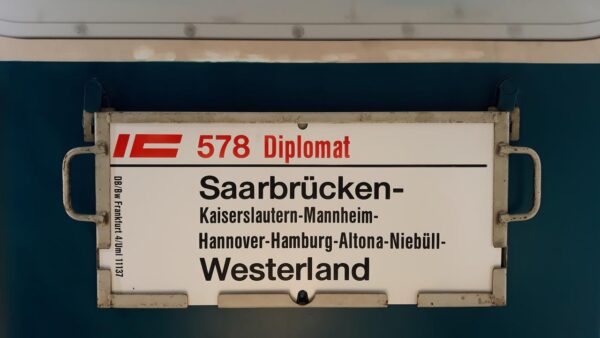 IC 578 Diplomat
Saarbrücken-
Kaiserslautern-Mannheim-
Hannover-Hamburg-Altona-Niebüll-
Westerland
DB/Bw Frankfurt 4/Uml 11137